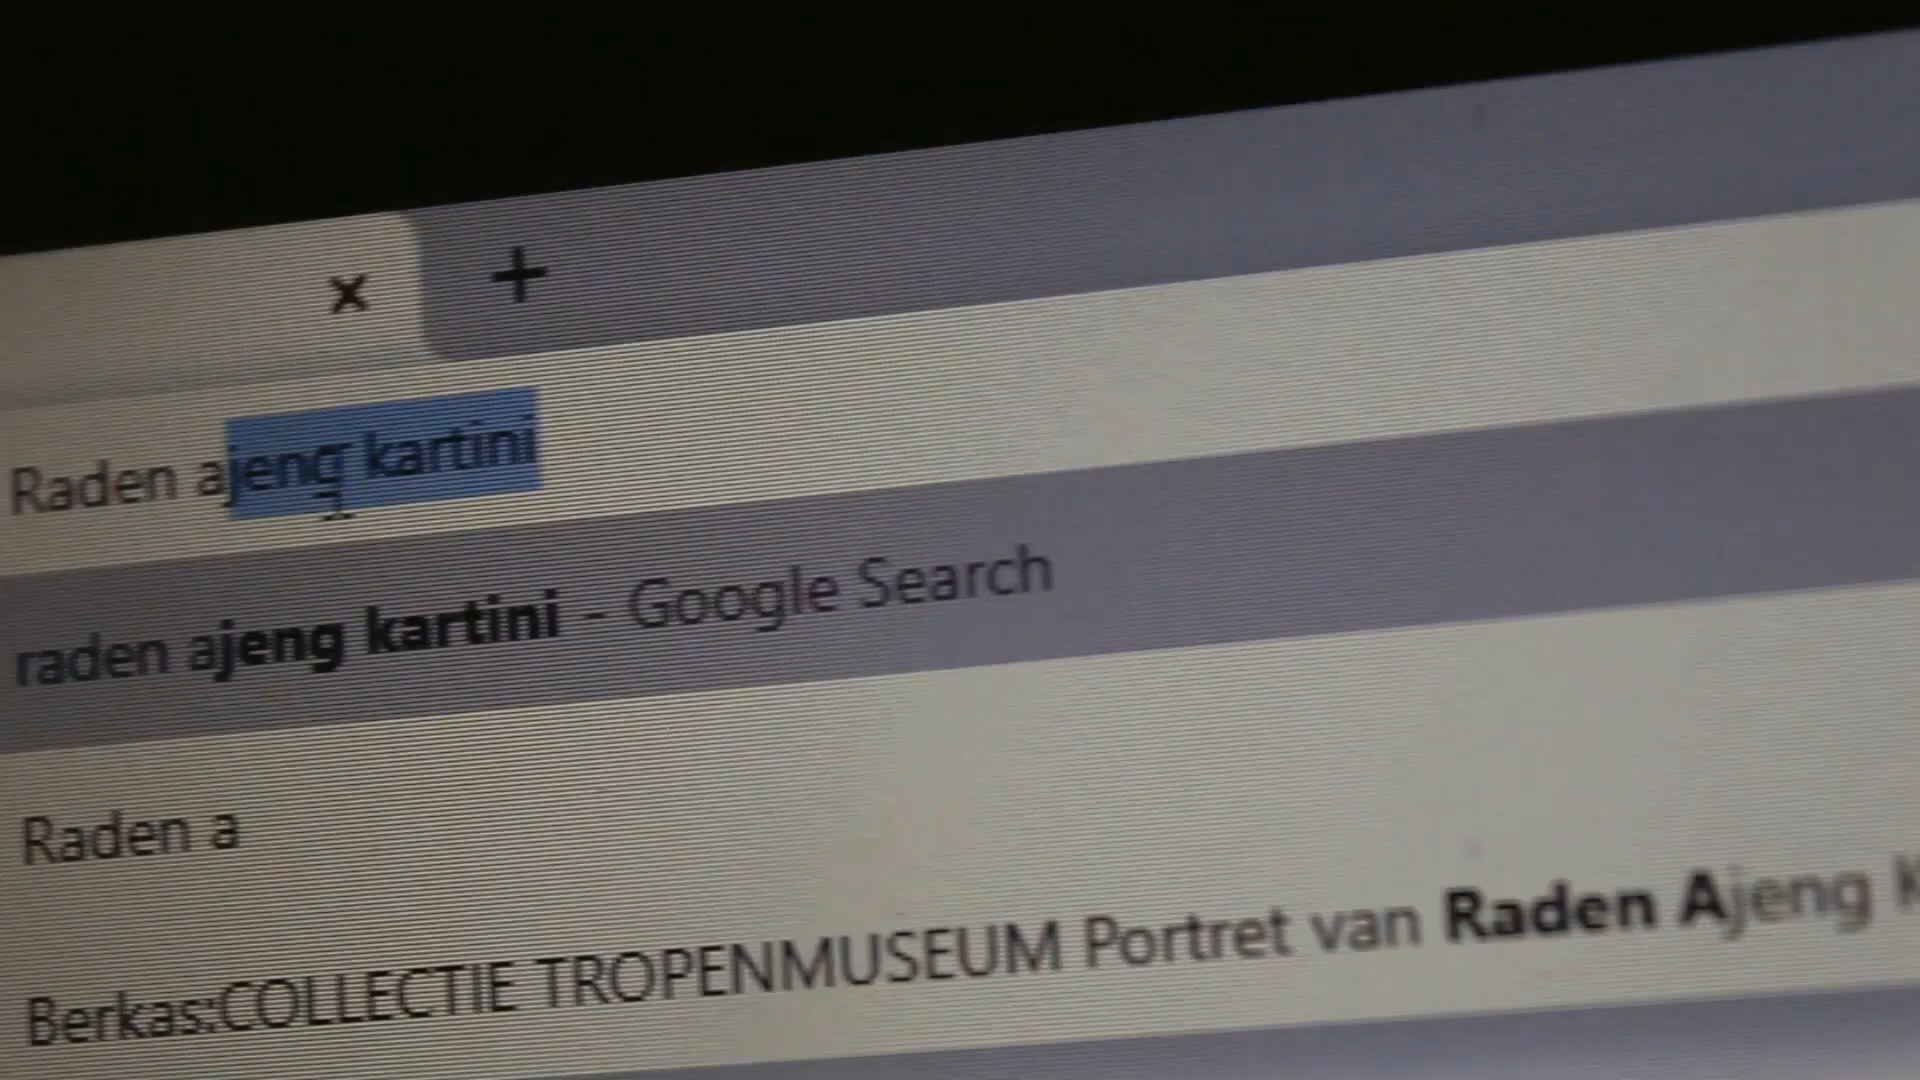 Raden ajeng kartini
raden ajeng kartini - Google Search
Raden a
Berkas:COLLECTIE TROPENMUSEUM Portret van Raden Ajeng K